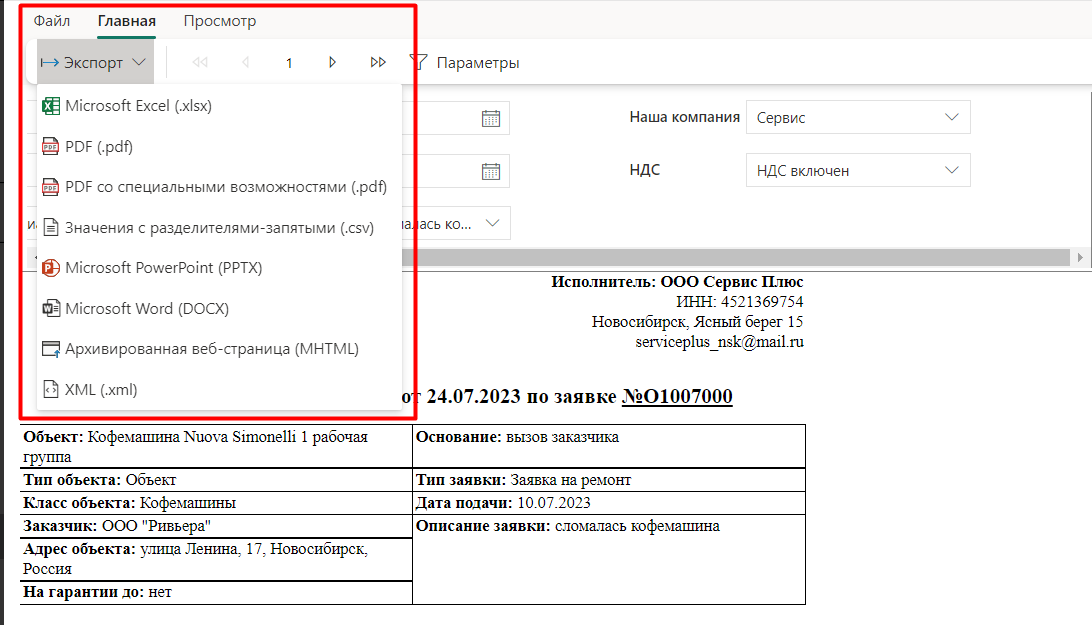 Файл Главная Просмотр
Экспорт 1 Параметры
Microsoft Excel (.xlsx)
PDF (.pdf)
PDF со специальными возможностями (.pdf)
Значения с разделителями-запятыми (.csv)
Microsoft PowerPoint (PPTX)
Microsoft Word (DOCX)
Архивированная веб-страница (MHTML)
XML (.xml)
Наша компания Сервис
НДС НДС включен
ко...
Исполнитель: ООО Сервис Плюс
ИНН: 4521369754
Новосибирск, Ясный берег 15
serviceplus_nsk@mail.ru
от 24.07.2023 по заявке №О1007000
Объект: Кофемашина Nuova Simonelli 1 рабочая
группа
Основание: вызов заказчика
Тип объекта: Объект
Тип заявки: Заявка на ремонт
Класс объекта: Кофемашины
Дата подачи: 10.07.2023
Заказчик: ООО "Ривьера"
Описание заявки: сломалась кофемашина
Адрес объекта: улица Ленина, 17, Новосибирск,
Россия
На гарантии до: нет